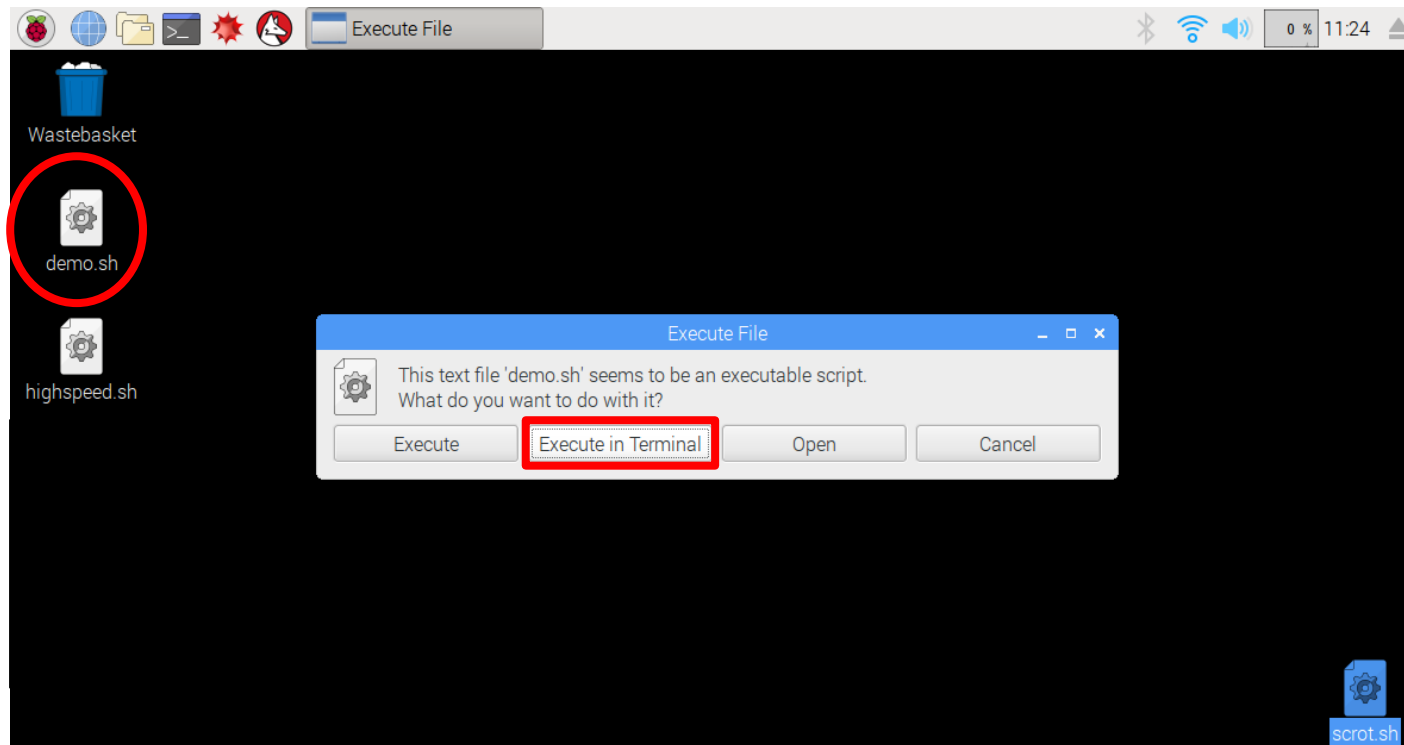 Execute File
0 %
11:24
Wastebasket
demo.sh
highspeed.sh
Execute File
This text file 'demo.sh' seems to be an executable script.
What do you want to do with it?
Execute
Execute in Terminal
Open
Cancel
scrot.sh